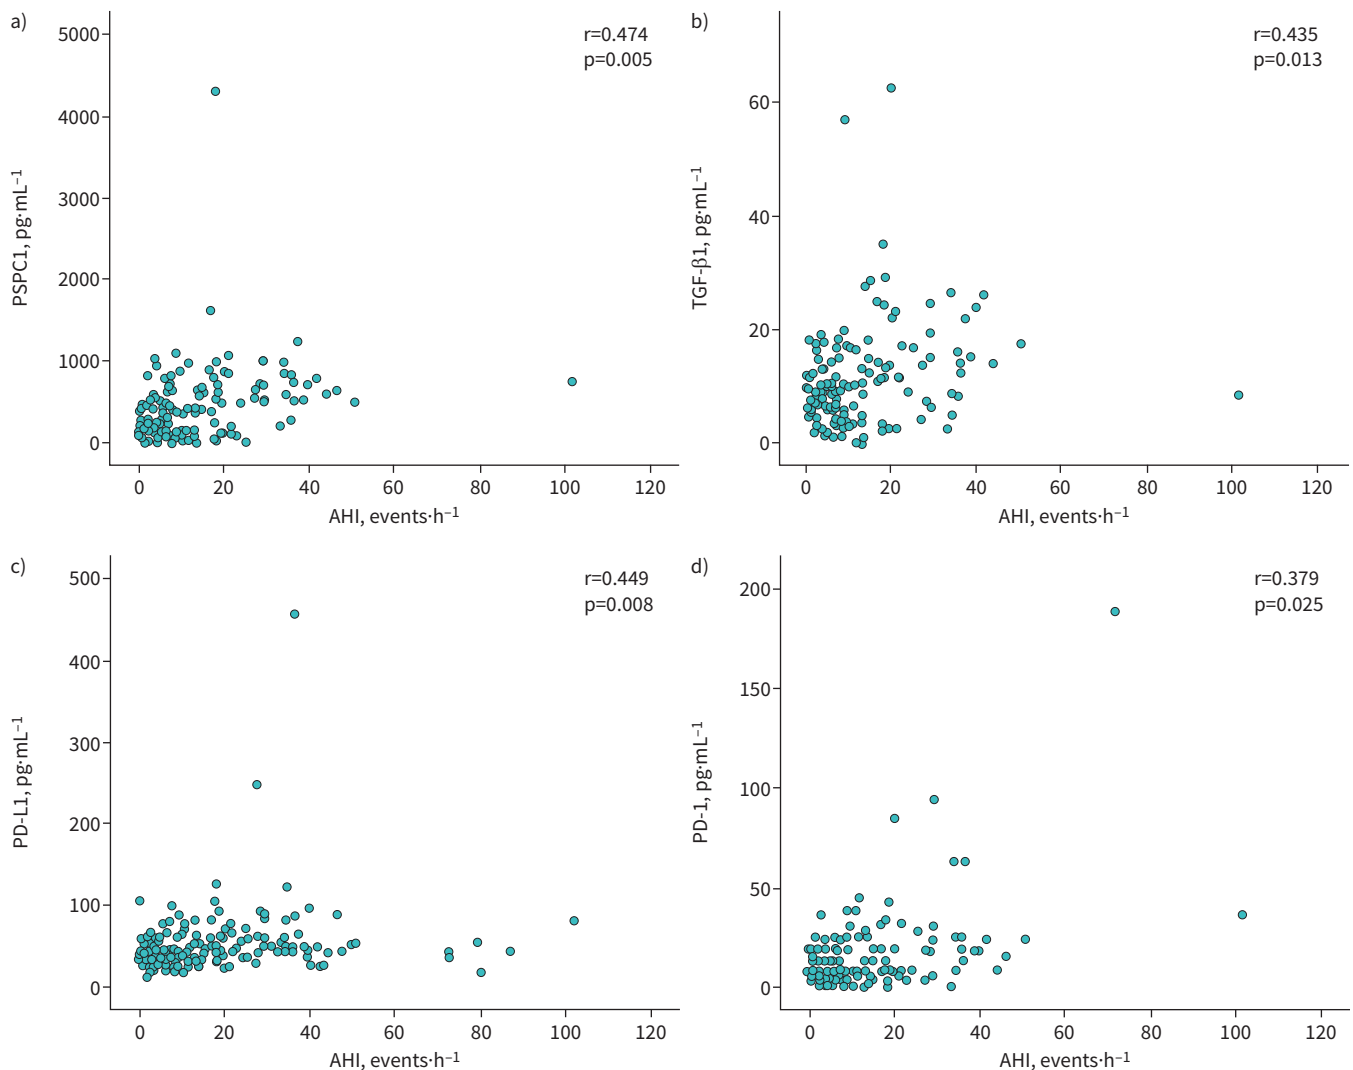 a)
r=0.474
p=0.005
5000
4000
3000
2000
1000
0
PSPC1, pg·mL⁻¹
0 20 40 60 80 100 120
AHI, events·h⁻¹
b)
r=0.435
p=0.013
60
40
20
0
TGF-β1, pg·mL⁻¹
0 20 40 60 80 100 120
AHI, events·h⁻¹
c)
r=0.449
p=0.008
500
400
300
200
100
0
PD-L1, pg·mL⁻¹
0 20 40 60 80 100 120
AHI, events·h⁻¹
d)
r=0.379
p=0.025
200
150
100
50
0
PD-1, pg·mL⁻¹
0 20 40 60 80 100 120
AHI, events·h⁻¹